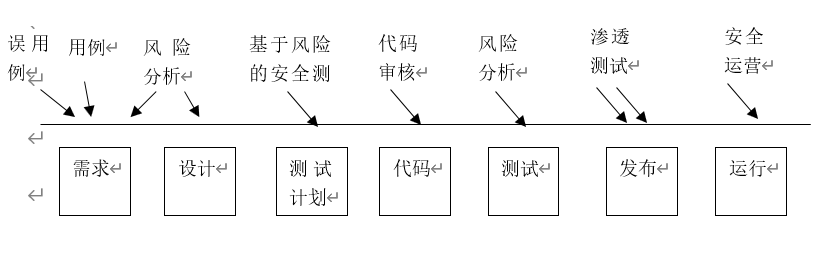 误用
例
用例
风 险
分析
基于风险
的安全测
代码
审核
风险
分析
渗透
测试
安全
运营
需求
设计
测 试
计划
代码
测试
发布
运行